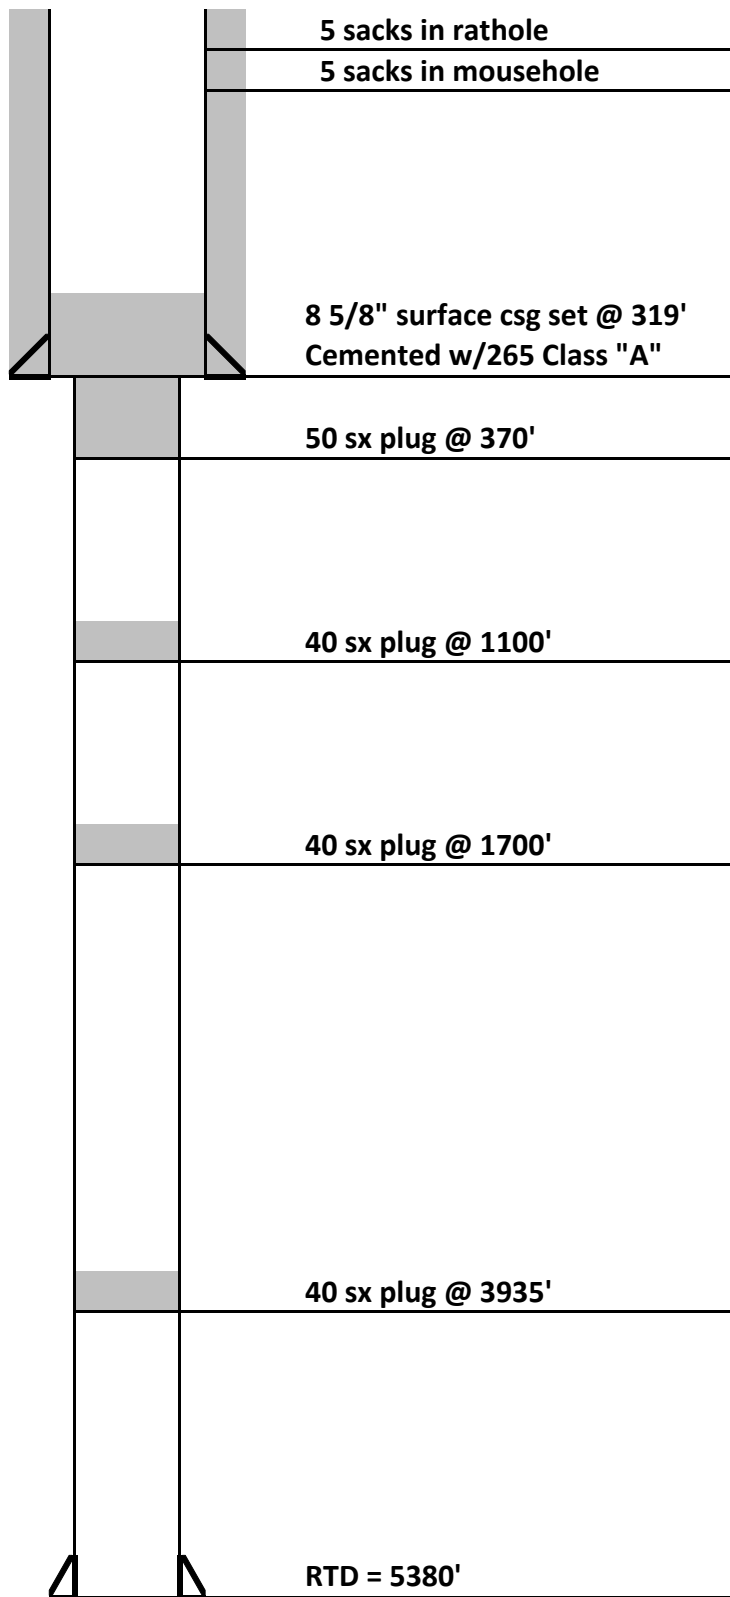 5 sacks in rathole
5 sacks in mousehole
8 5/8" surface csg set @ 319'
Cemented w/265 Class "A"
50 sx plug @ 370'
40 sx plug @ 1100'
40 sx plug @ 1700'
40 sx plug @ 3935'
RTD = 5380'